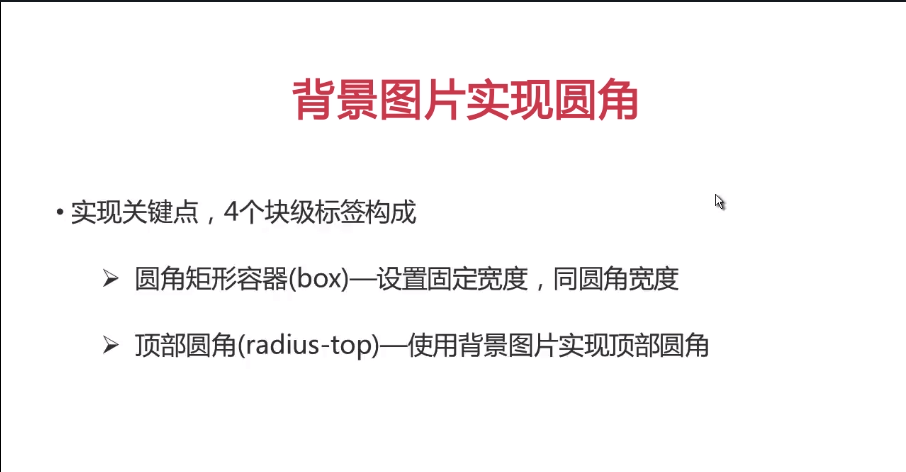 背景图片实现圆角
• 实现关键点，4个块级标签构成
➢ 圆角矩形容器(box)—设置固定宽度，同圆角宽度
➢ 顶部圆角(radius-top)—使用背景图片实现顶部圆角